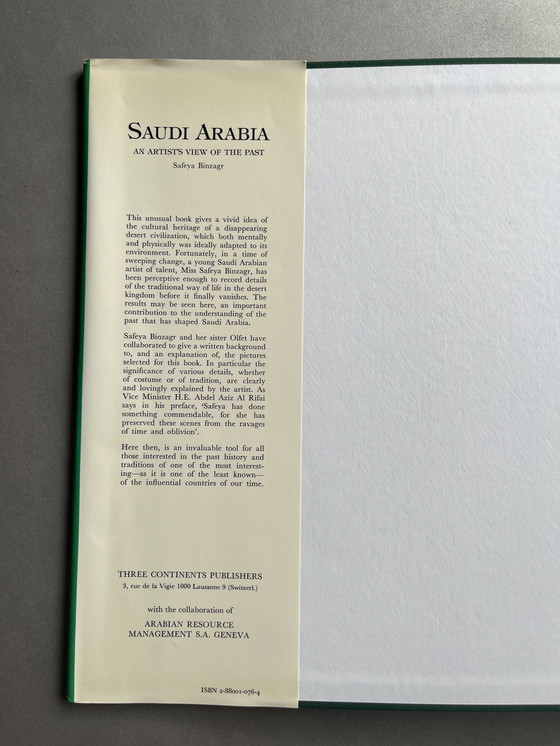 SAUDI ARABIA
AN ARTIST'S VIEW OF THE PAST
Safeya Binzagr
This unusual book gives a vivid idea of
the cultural heritage of a disappearing
desert civilization, which both mentally
and physically was ideally adapted to its
environment. Fortunately, in a time of
sweeping change, a young Saudi Arabian
artist of talent, Miss Safeya Binzagr, has
been perceptive enough to record details
of the traditional way of life in the desert
kingdom before it finally vanishes. The
results may be seen here, an important
contribution to the understanding of the
past that has shaped Saudi Arabia.
Safeya Binzagr and her sister Olfet have
collaborated to give a written background
to, and an explanation of, the pictures
selected for this book. In particular the
significance of various details, whether
of costume or of tradition, are clearly
and lovingly explained by the artist. As
Vice Minister H.E. Abdel Aziz Al Rifai
says in his preface, 'Safeya has done
something commendable, for she has
preserved these scenes from the ravages
of time and oblivion'.
Here then, is an invaluable tool for all
those interested in the past history and
traditions of one of the most interest-
ing—as it is one of the least known—
of the influential countries of our time.
THREE CONTINENTS PUBLISHERS
3, rue de la Vigie 1000 Lausanne 9 (Switzerl.)
with the collaboration of
ARABIAN RESOURCE
MANAGEMENT S.A. GENEVA
ISBN 2-88001-076-4